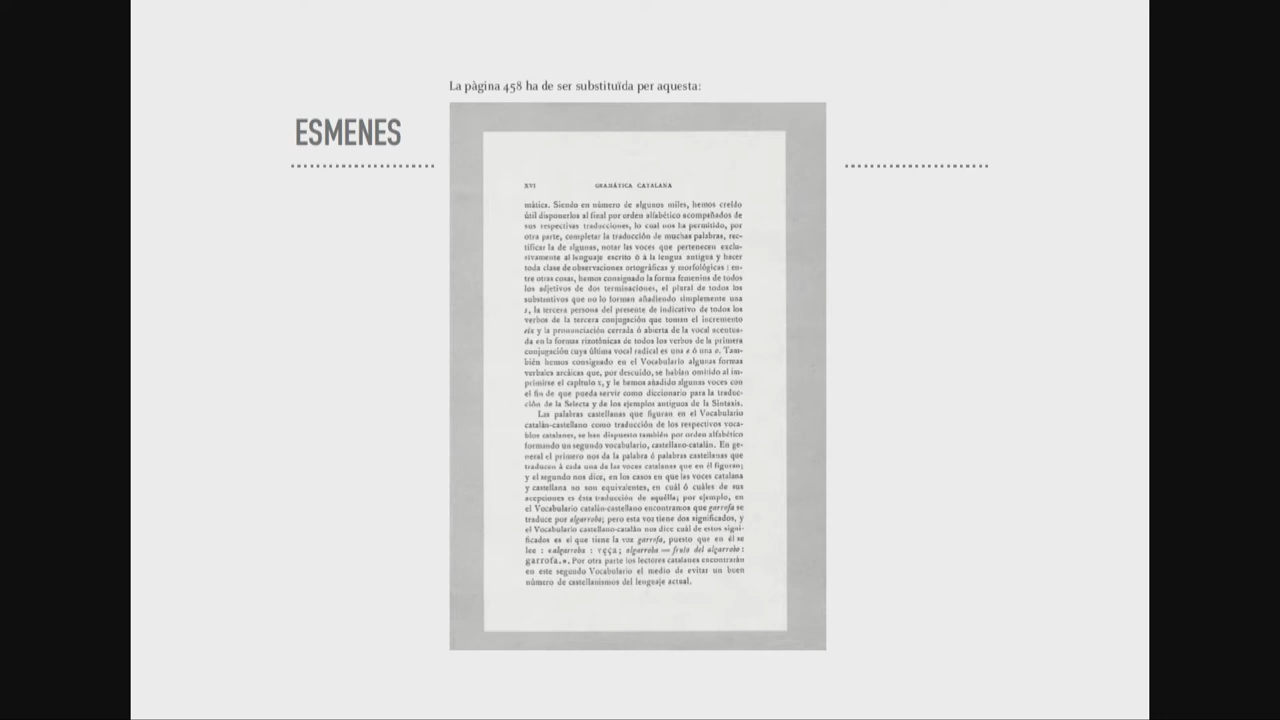 La pàgina 458 ha de ser substituïda per aquesta:
ESMENES
XVI GRAMÁTICA CATALANA
mática. Siendo en número de algunos miles, hemos creído
útil disponerlos al final por orden alfabético acompañados de
sus respectivas traducciones, lo cual nos ha permitido, por
otra parte, completar la traducción de muchas palabras, rec-
tificar la de algunas, notar las voces que pertenecen exclu-
sivamente al lenguaje escrito ó á la lengua antigua y hacer
toda clase de observaciones ortográficas y morfológicas : en-
tre otras cosas, hemos consignado la forma femenina de todos
los adjetivos de dos terminaciones, el plural de todos los
substantivos que no lo forman añadiendo simplemente una
s, la tercera persona del presente de indicativo de todos los
verbos de la tercera conjugación que toman el incremento
eix y la pronunciación cerrada ó abierta de la vocal acentua-
da en la formas rizotónicas de todos los verbos de la primera
conjugación cuya última vocal radical es una e ó una o. Tam-
bién hemos consignado en el Vocabulario algunas formas
verbales arcáicas que, por descuido, se habían omitido al im-
primirse el capítulo x, y le hemos añadido algunas voces con
el fin de que pueda servir como diccionario para la traduc-
ción de la Selecta y de los ejemplos antiguos de la Sintaxis.
Las palabras castellanas que figuran en el Vocabulario
catalán-castellano como traducción de los respectivos voca-
blos catalanes, se han dispuesto también por orden alfabético
formando un segundo vocabulario, castellano-catalán. En ge-
neral el primero nos da la palabra ó palabras castellanas que
traducen á cada una de las voces catalanas que en él figuran;
y el segundo nos dice, en los casos en que las voces catalana
y castellana no son equivalentes, en cuál ó cuáles de sus
acepciones es ésta traducción de aquélla; por ejemplo, en
el Vocabulario catalán-castellano encontramos que garrofa se
traduce por algarroba; pero esta voz tiene dos significados, y
el Vocabulario castellano-catalán nos dice cuál de estos signi-
ficados es el que tiene la voz garrofa, puesto que en él se
lee : «algarroba : veça; algarroba — fruto del algarrobo :
garrofa.». Por otra parte los lectores catalanes encontrarán
en este segundo Vocabulario el medio de evitar un buen
número de castellanismos del lenguaje actual.